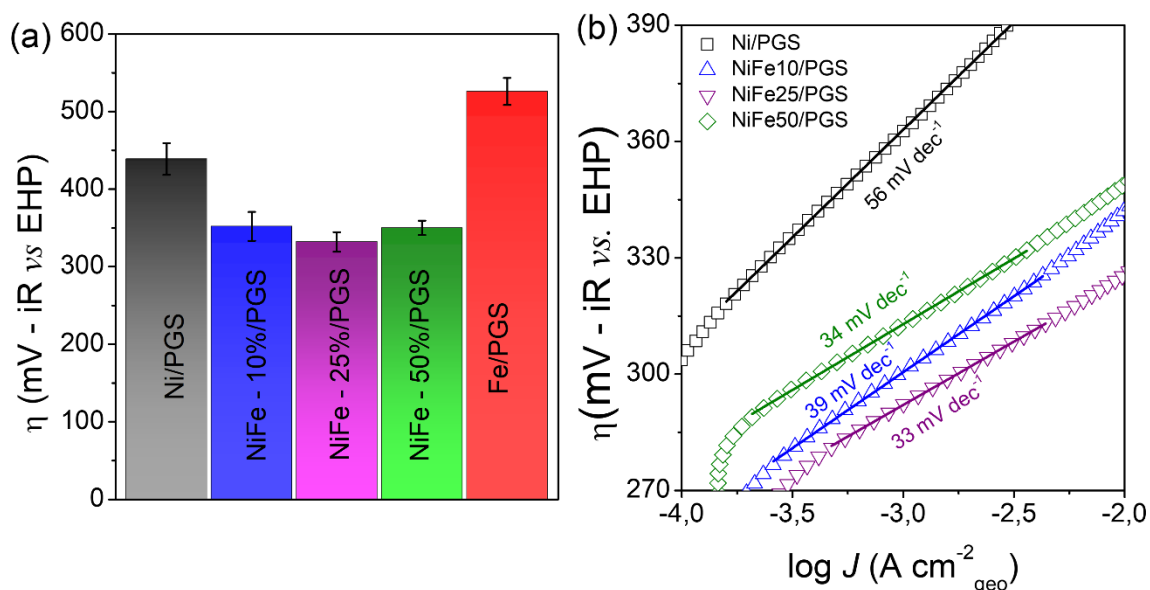 (a)
600
500
400
300
200
100
0
η (mV - iR vs EHP)
Ni/PGS
NiFe - 10%/PGS
NiFe - 25%/PGS
NiFe - 50%/PGS
Fe/PGS
(b)
390
360
330
300
270
η(mV - iR vs. EHP)
Ni/PGS
NiFe10/PGS
NiFe25/PGS
NiFe50/PGS
56 mV dec⁻¹
34 mV dec⁻¹
39 mV dec⁻¹
33 mV dec⁻¹
-4,0 -3,5 -3,0 -2,5 -2,0
log J (A cm⁻²geo)